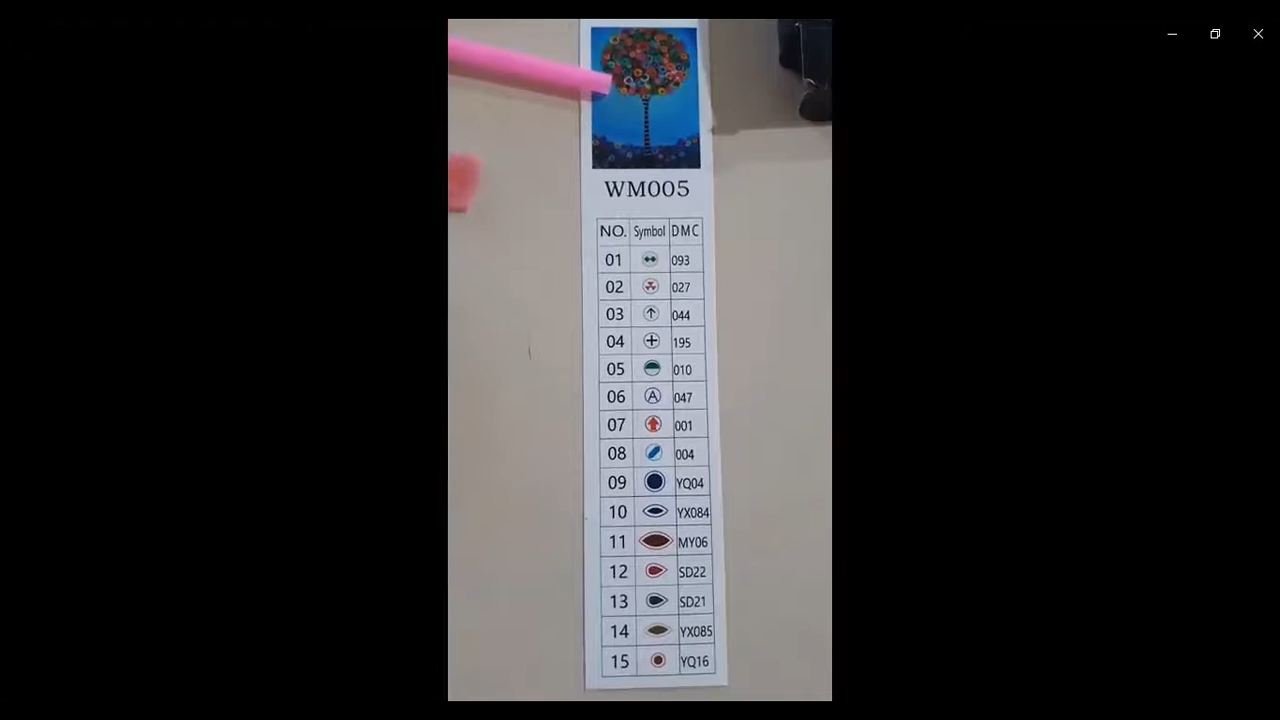 WM005
NO. Symbol DMC
01 093
02 027
03 044
04 195
05 010
06 A 047
07 001
08 004
09 YQ04
10 YX084
11 MY06
12 SD22
13 SD21
14 YX085
15 YQ16